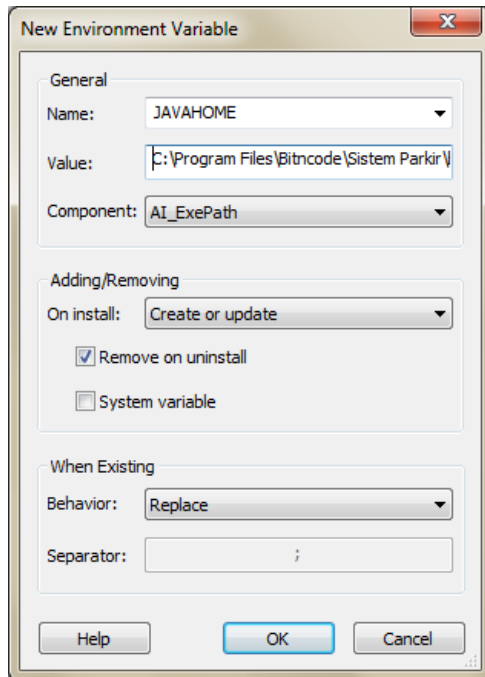 New Environment Variable
General
Name: JAVAHOME
Value: C:\Program Files\Bitncode\Sistem Parkir\
Component: AI_ExePath
Adding/Removing
On install: Create or update
Remove on uninstall
System variable
When Existing
Behavior: Replace
Separator: ;
Help OK Cancel